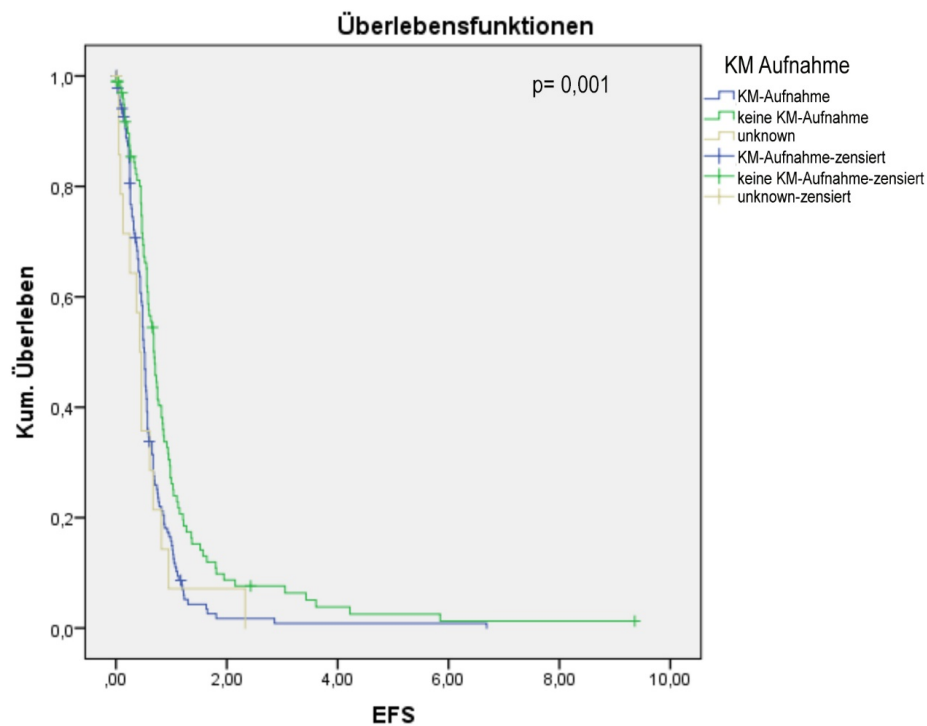 Überlebensfunktionen
p= 0,001
KM Aufnahme
KM-Aufnahme
keine KM-Aufnahme
unknown
KM-Aufnahme-zensiert
keine KM-Aufnahme-zensiert
unknown-zensiert
Kum. Überleben
1,0
0,8
0,6
0,4
0,2
0,0
,00 2,00 4,00 6,00 8,00 10,00
EFS